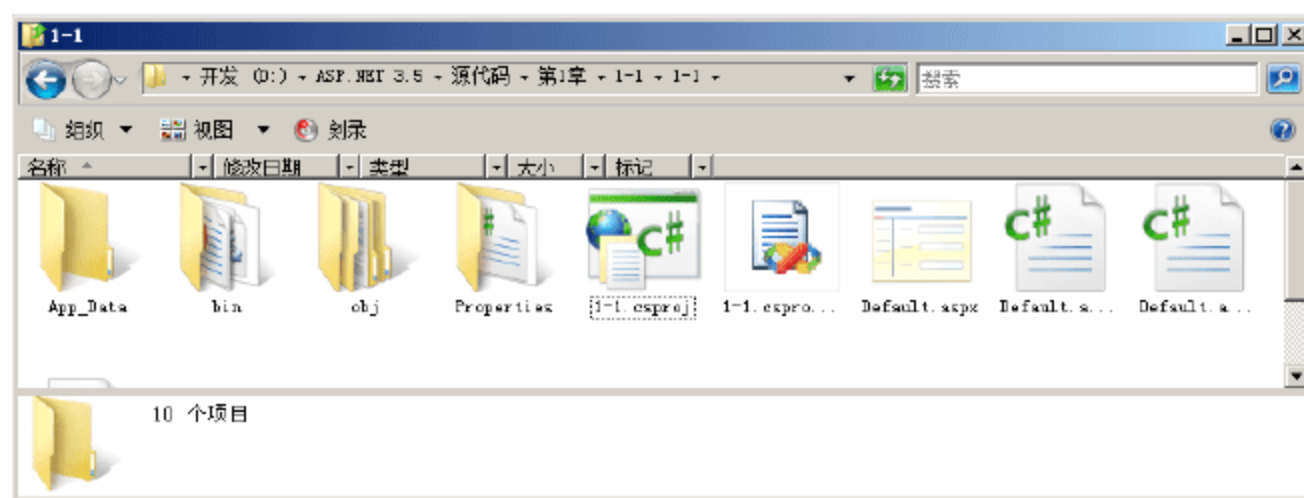 1-1
开发 (D:) ASP.NET 3.5 源代码 第1章 1-1 1-1
搜索
组织 视图 刻录
名称 修改日期 类型 大小 标记
App_Data bin obj Properties 1-1.csproj 1-1.cspro... Default.aspx Default.a... Default.a...
10 个项目